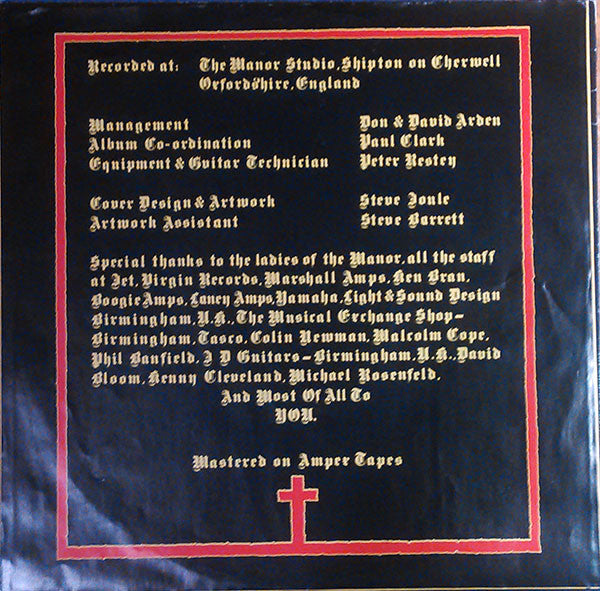 Recorded at: The Manor Studio, Shipton on Cherwell
Oxfordshire, England
Management Don & David Arden
Album Co-ordination Paul Clark
Equipment & Guitar Technician Peter Restey
Cover Design & Artwork Steve Joule
Artwork Assistant Steve Barrett
Special thanks to the ladies of the Manor, all the staff
at Jet, Virgin Records, Marshall Amps, Ken Bran,
Boogie Amps, Laney Amps, Yamaha, Light & Sound Design
Birmingham, U.K., The Musical Exchange Shop–
Birmingham, Tasco, Colin Newman, Malcolm Cope,
Phil Banfield, J D Guitars–Birmingham, U.K., David
Bloom, Kenny Cleveland, Michael Rosenfeld,
And Most Of All To
YOU.
Mastered on Ampex Tapes